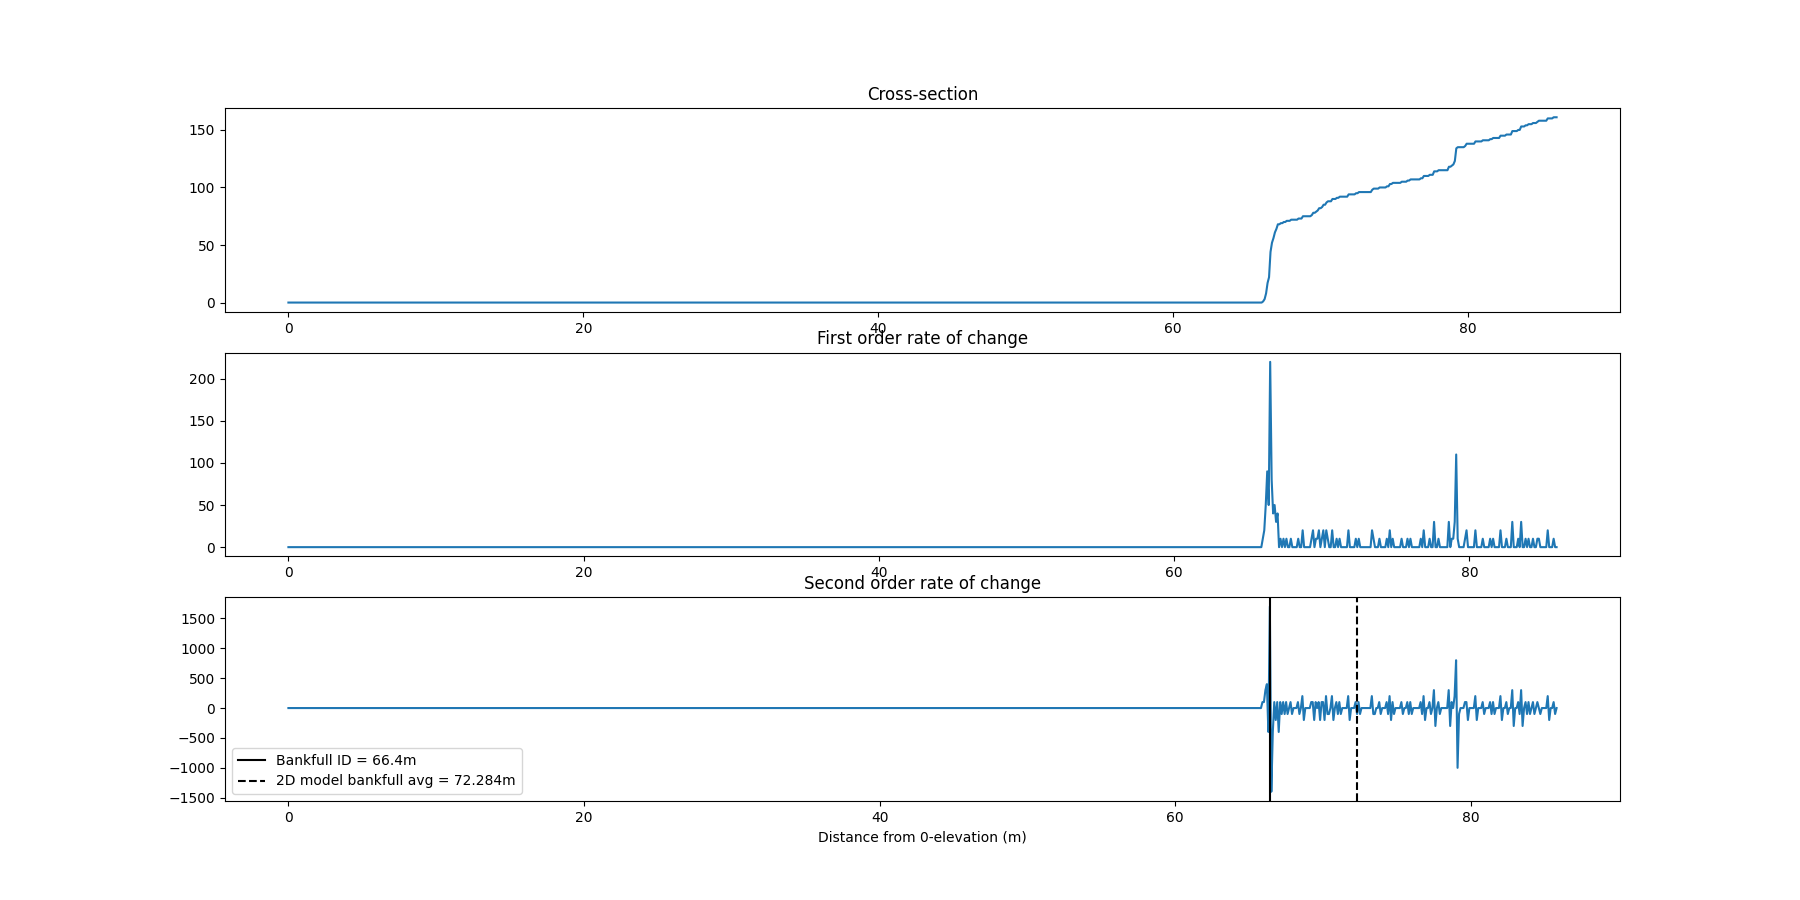 Cross-section
150
100
50
0
0 20 40 60 80
First order rate of change
200
150
100
50
0
0 20 40 60 80
Second order rate of change
1500
1000
500
0
−500
−1000
−1500
Bankfull ID = 66.4m
2D model bankfull avg = 72.284m
0 20 40 60 80
Distance from 0-elevation (m)